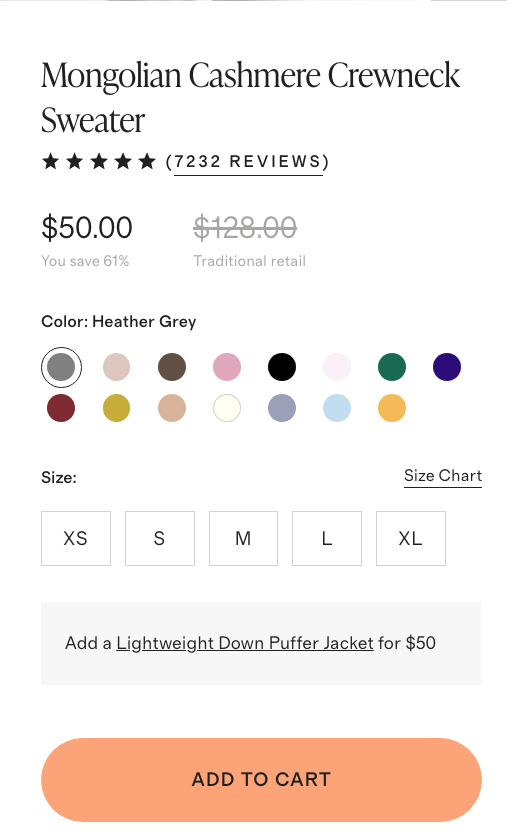 Mongolian Cashmere Crewneck
Sweater
★ ★ ★ ★ ★ (7232 REVIEWS)
$50.00 $128.00
You save 61% Traditional retail
Color: Heather Grey
Size: Size Chart
XS S M L XL
Add a Lightweight Down Puffer Jacket for $50
ADD TO CART